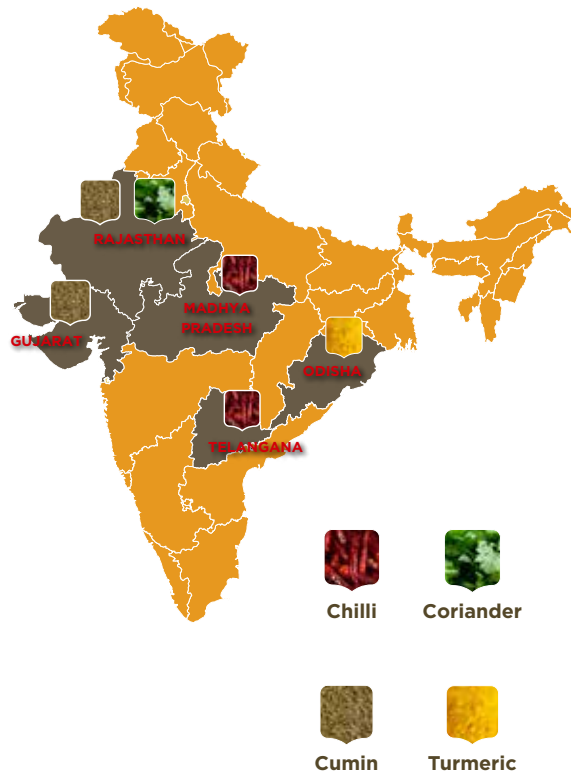 RAJASTHAN
MADHYA
PRADESH
GUJARAT
ODISHA
TELANGANA
Chilli
Coriander
Cumin
Turmeric